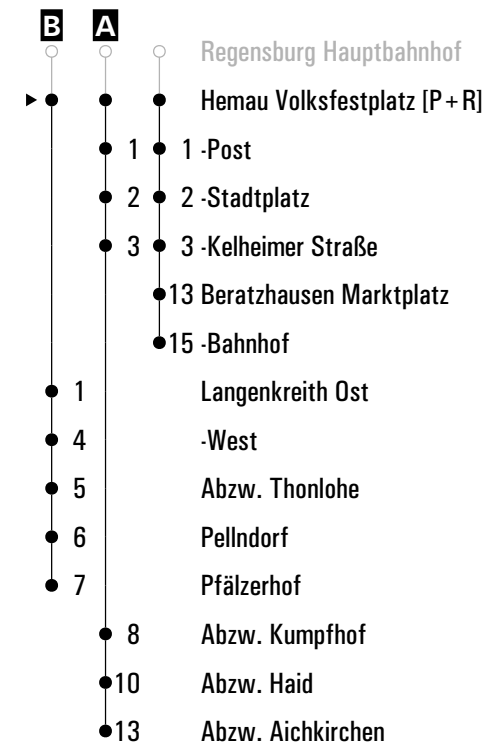 B A
Regensburg Hauptbahnhof
Hemau Volksfestplatz [P+R]
1 1 -Post
2 2 -Stadtplatz
3 3 -Kelheimer Straße
13 Beratzhausen Marktplatz
15 -Bahnhof
1 Langenkreith Ost
4 -West
5 Abzw. Thonlohe
6 Pellndorf
7 Pfälzerhof
8 Abzw. Kumpfhof
10 Abzw. Haid
13 Abzw. Aichkirchen